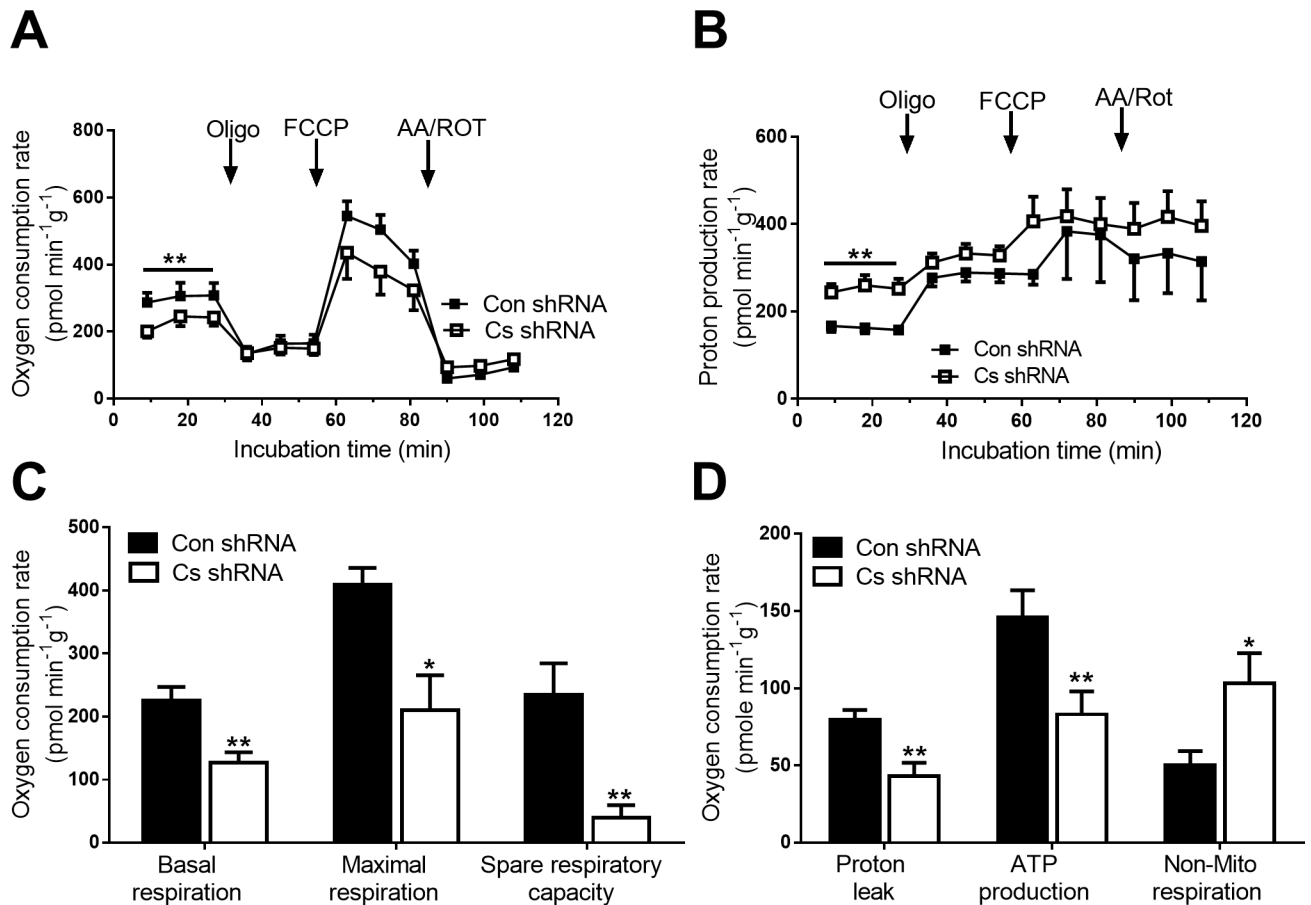 A
Oligo
FCCP
AA/ROT
Oxygen consumption rate
(pmol min⁻¹g⁻¹)
800
600
400
200
0
**
Con shRNA
Cs shRNA
0
20
40
60
80
100
120
Incubation time (min)
B
Oligo
FCCP
AA/Rot
Proton production rate
(pmol min⁻¹g⁻¹)
600
400
200
0
**
Con shRNA
Cs shRNA
0
20
40
60
80
100
120
Incubation time (min)
C
Oxygen consumption rate
(pmol min⁻¹g⁻¹)
500
400
300
200
100
0
Con shRNA
Cs shRNA
**
*
**
Basal
respiration
Maximal
respiration
Spare respiratory
capacity
D
Oxygen consumption rate
(pmole min⁻¹g⁻¹)
200
150
100
50
0
Con shRNA
Cs shRNA
**
**
*
Proton
leak
ATP
production
Non-Mito
respiration